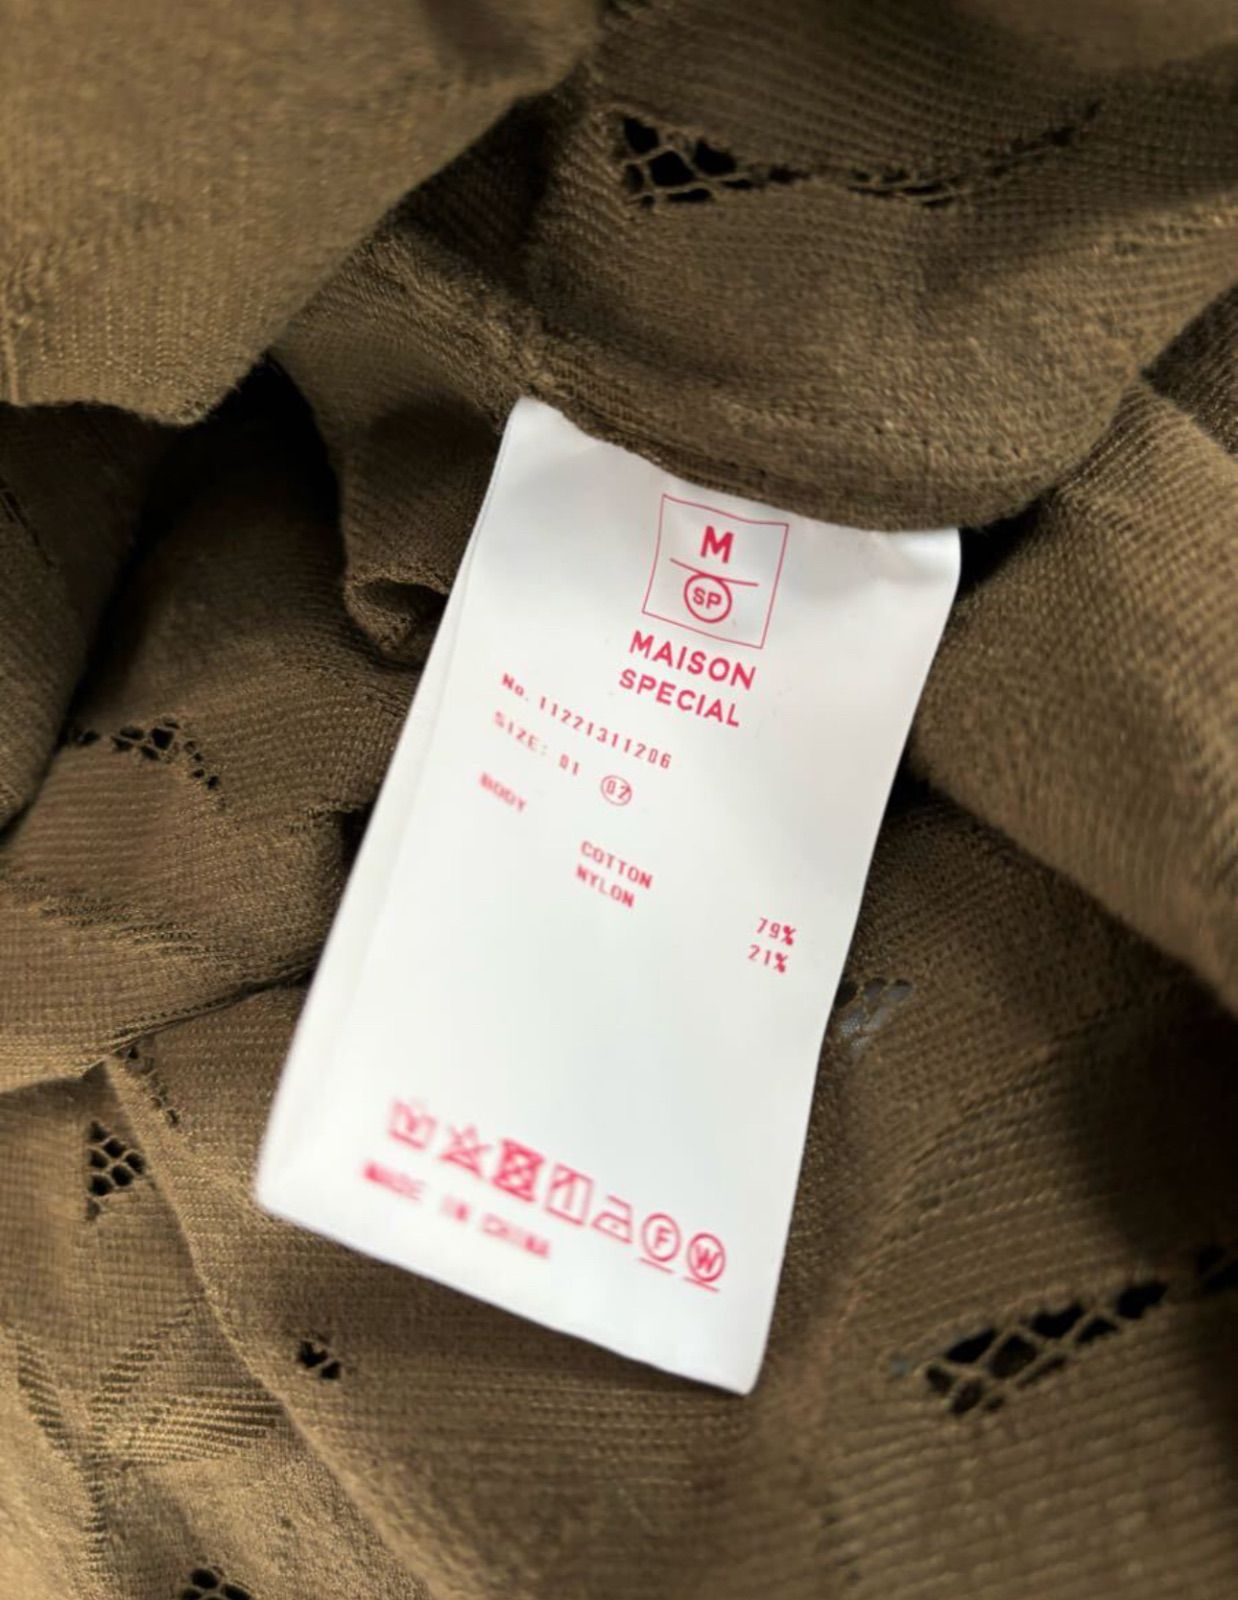 M
SP
MAISON
SPECIAL
No. 11221311206
SIZE: 01 02
BODY
COTTON 79%
NYLON 21%
F W
MADE IN CHINA